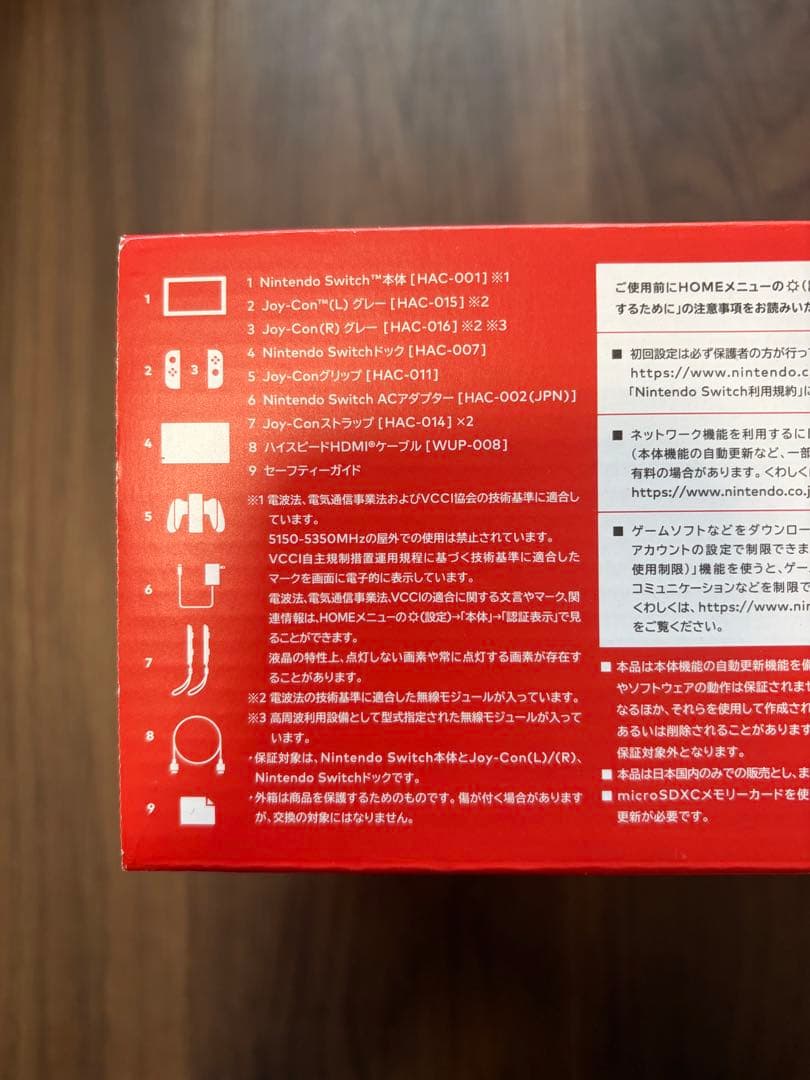 1 Nintendo Switch™本体 [HAC-001] ※1
2 Joy-Con™(L) グレー [HAC-015] ※2
3 Joy-Con(R) グレー [HAC-016] ※2 ※3
4 Nintendo Switchドック [HAC-007]
5 Joy-Conグリップ [HAC-011]
6 Nintendo Switch ACアダプター [HAC-002(JPN)]
7 Joy-Conストラップ [HAC-014] ×2
8 ハイスピードHDMI®ケーブル [WUP-008]
9 セーフティーガイド
1
2
3
4
5
6
7
8
9
※1 電波法、電気通信事業法およびVCCI協会の技術基準に適合し
ています。
5150-5350MHzの屋外での使用は禁止されています。
VCCI自主規制措置運用規程に基づく技術基準に適合した
マークを画面に電子的に表示しています。
電波法、電気通信事業法、VCCIの適合に関する文言やマーク、関
連情報は、HOMEメニューの(設定)→「本体」→「認証表示」で見
ることができます。
液晶の特性上、点灯しない画素や常に点灯する画素が存在す
ることがあります。
※2 電波法の技術基準に適合した無線モジュールが入っています。
※3 高周波利用設備として型式指定された無線モジュールが入って
います。
・保証対象は、Nintendo Switch本体とJoy-Con(L)/(R)、
Nintendo Switchドックです。
・外箱は商品を保護するためのものです。傷が付く場合があります
が、交換の対象にはなりません。
ご使用前にHOMEメニューの(
するために」の注意事項をお読みいた
■ 初回設定は必ず保護者の方が行っ
https://www.nintendo.c
「Nintendo Switch利用規約」に
■ ネットワーク機能を利用するに
(本体機能の自動更新など、一部
有料の場合があります。くわしく
https://www.nintendo.co.j
■ ゲームソフトなどをダウンロー
アカウントの設定で制限できま
使用制限)」機能を使うと、ゲー
コミュニケーションなどを制限で
くわしくは、https://www.nin
をご覧ください。
■ 本品は本体機能の自動更新機能を備
やソフトウェアの動作は保証されませ
なるほか、それらを使用して作成され
あるいは削除されることがあります
保証対象外となります。
■ 本品は日本国内のみでの販売とし、ま
■ microSDXCメモリーカードを使
更新が必要です。